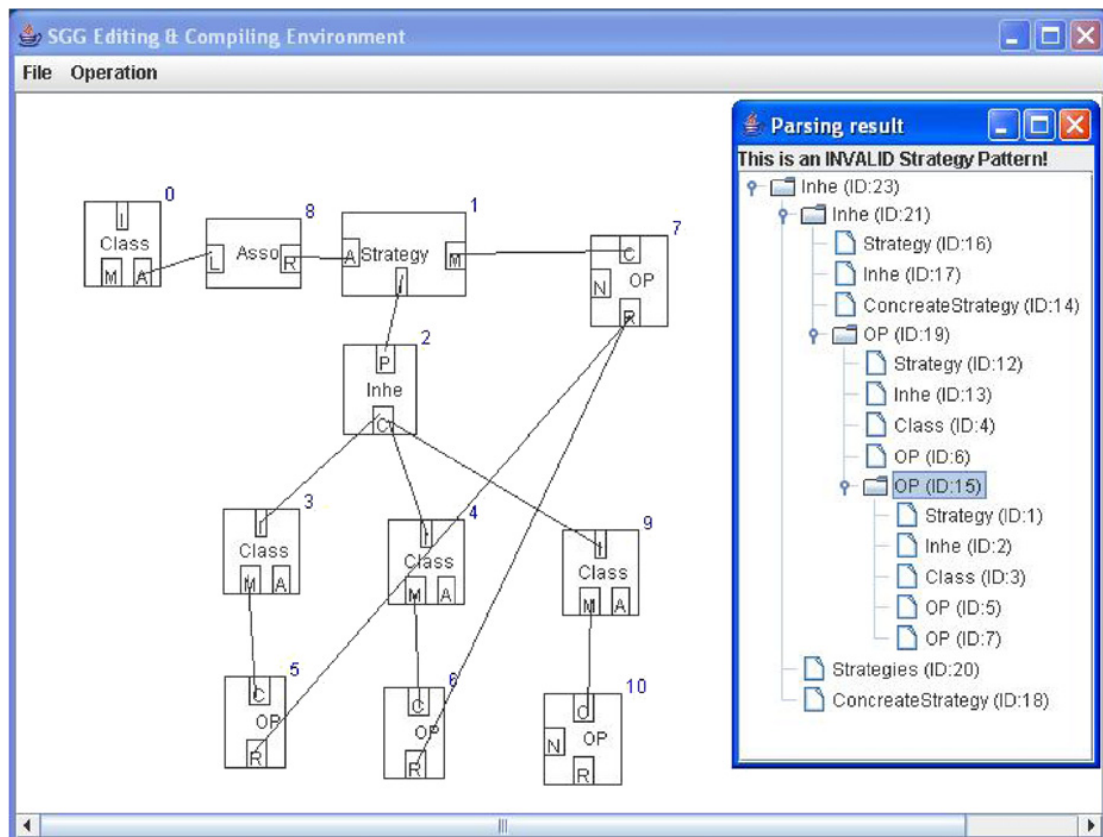 SGG Editing & Compiling Environment
File Operation
0
I
Class
M A
8
L Asso R
1
A Strategy M
I
7
C
OP
N
R
2
P
Inhe
C
3
I
Class
M A
4
I
Class
M A
9
I
Class
M A
5
C
OP
R
6
C
OP
R
10
C
OP
N
R
Parsing result
This is an INVALID Strategy Pattern!
Inhe (ID:23)
Inhe (ID:21)
Strategy (ID:16)
Inhe (ID:17)
ConcreateStrategy (ID:14)
OP (ID:19)
Strategy (ID:12)
Inhe (ID:13)
Class (ID:4)
OP (ID:6)
OP (ID:15)
Strategy (ID:1)
Inhe (ID:2)
Class (ID:3)
OP (ID:5)
OP (ID:7)
Strategies (ID:20)
ConcreateStrategy (ID:18)